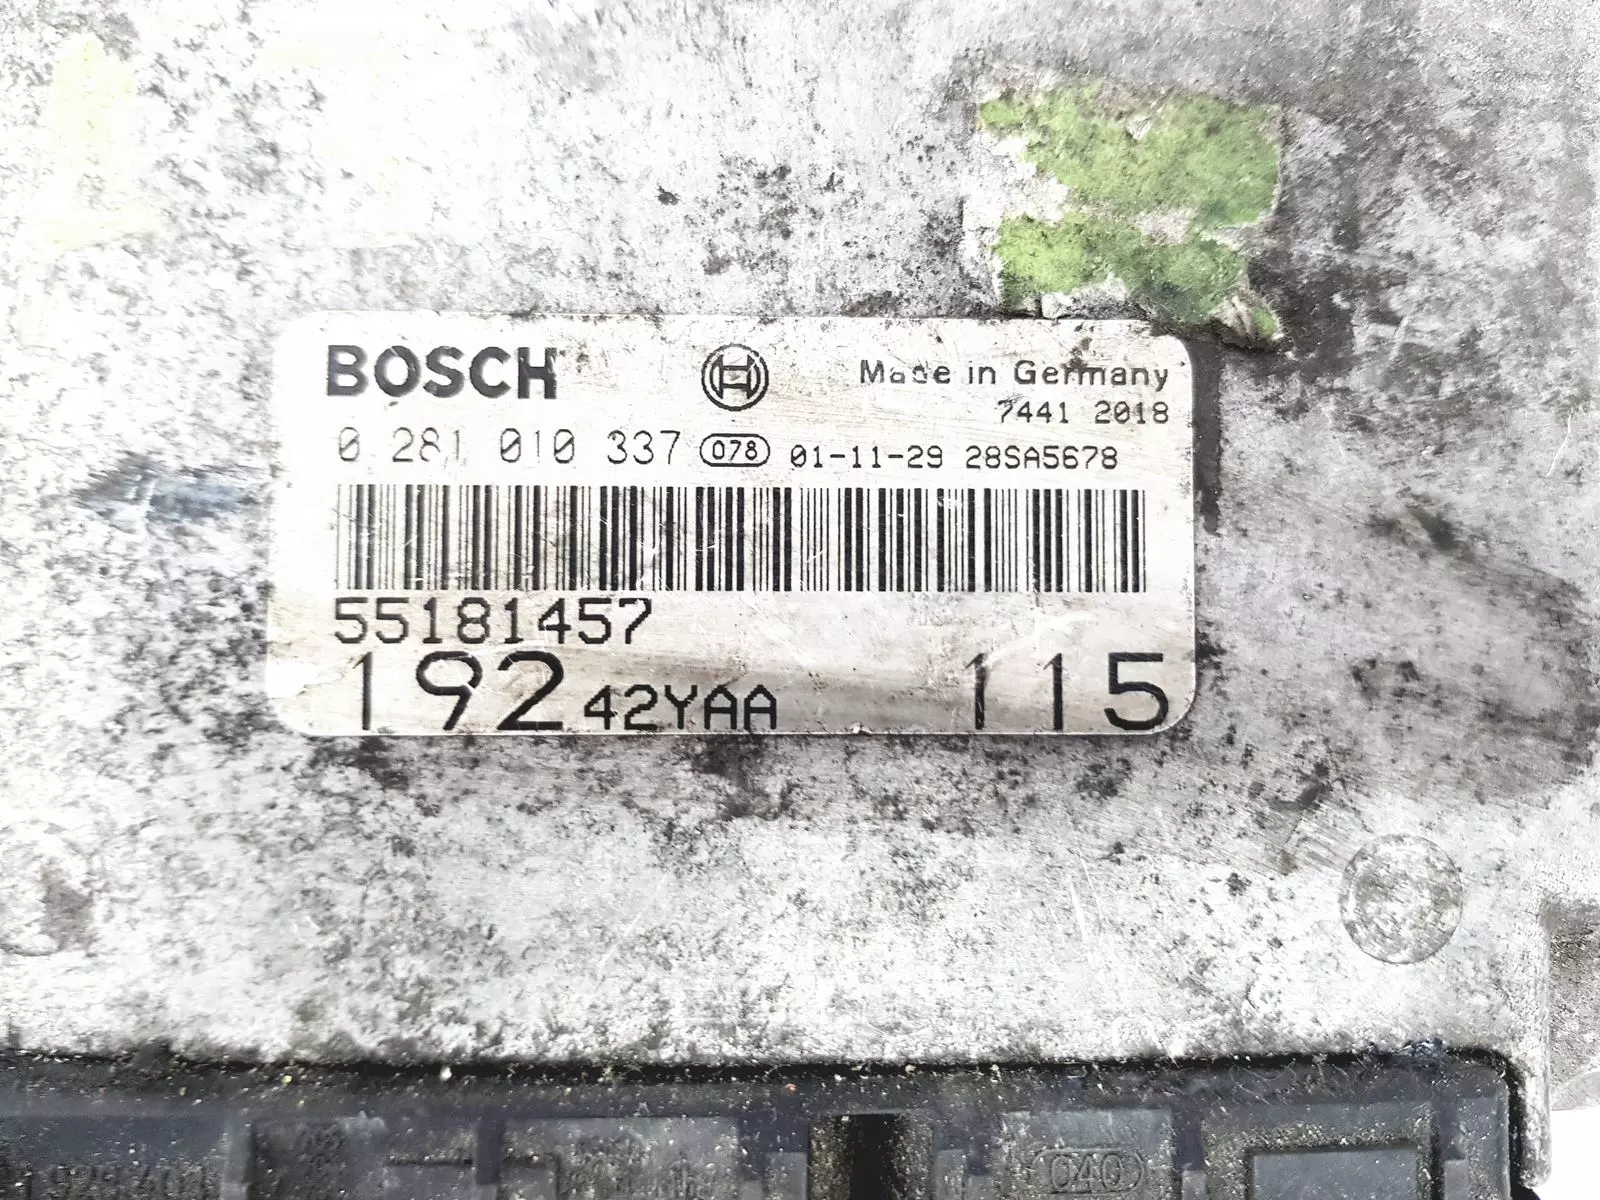 BOSCH
Made in Germany
7441 2018
0 281 010 337 078 01-11-29 28SA5678
55181457
192 42YAA 115
040